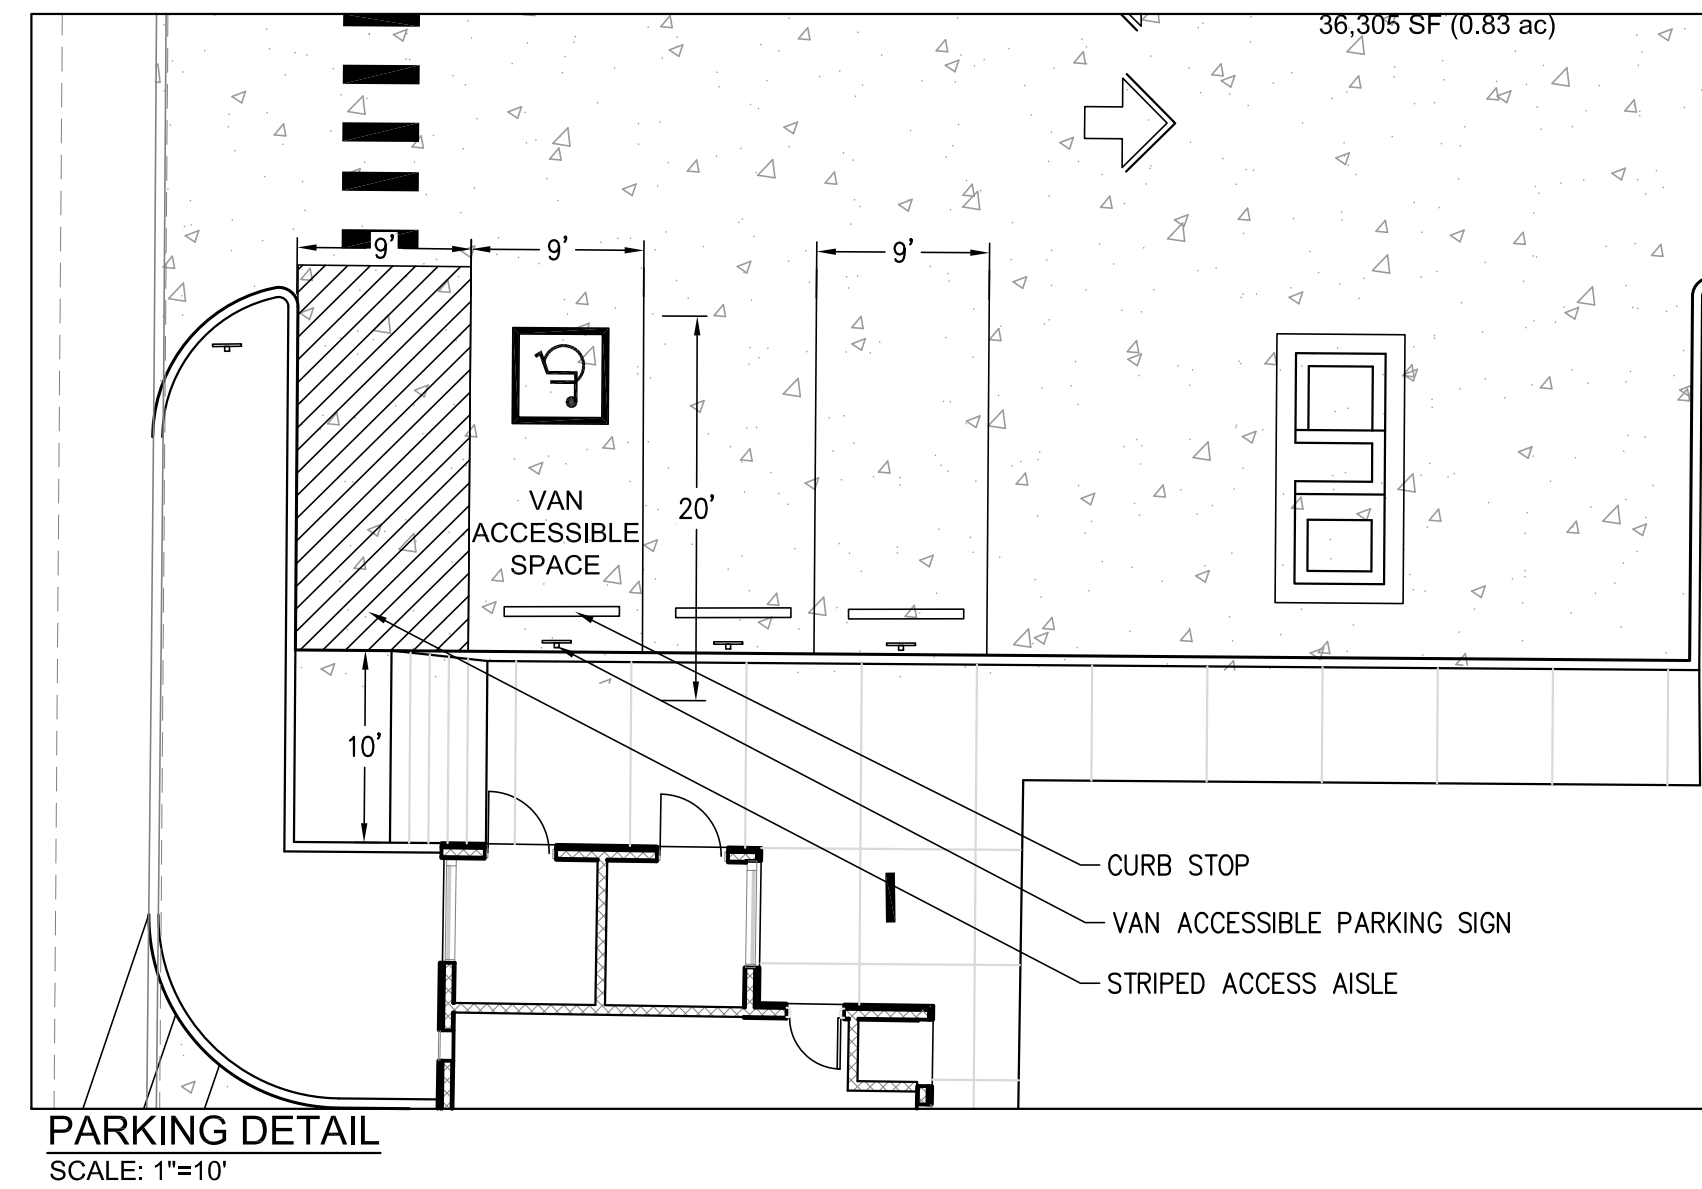 36,305 SF (0.83 ac)
9'
9'
9'
20'
VAN
ACCESSIBLE
SPACE
10'
CURB STOP
VAN ACCESSIBLE PARKING SIGN
STRIPED ACCESS AISLE
PARKING DETAIL
SCALE: 1"=10'